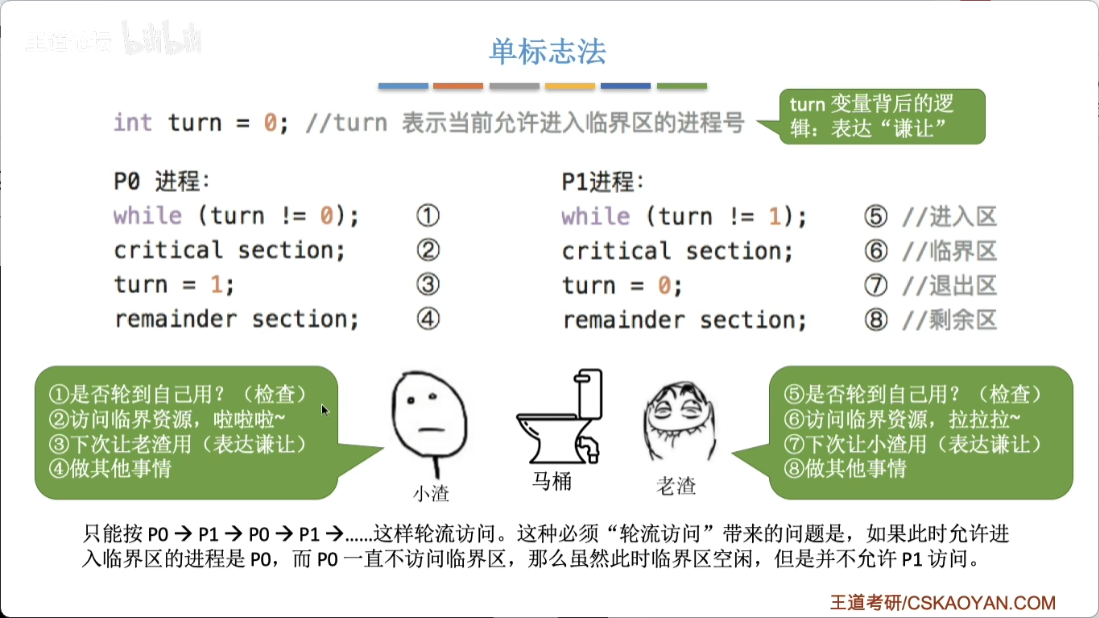 王道论坛 bilibili
单标志法
int turn = 0; //turn 表示当前允许进入临界区的进程号
turn 变量背后的逻
辑：表达“谦让”
P0 进程:
while (turn != 0); ①
critical section; ②
turn = 1; ③
remainder section; ④
P1进程:
while (turn != 1); ⑤ //进入区
critical section; ⑥ //临界区
turn = 0; ⑦ //退出区
remainder section; ⑧ //剩余区
①是否轮到自己用？（检查）
②访问临界资源，啦啦啦~
③下次让老渣用（表达谦让）
④做其他事情
小渣
马桶
老渣
⑤是否轮到自己用？（检查）
⑥访问临界资源，拉拉拉~
⑦下次让小渣用（表达谦让）
⑧做其他事情
只能按 P0 → P1 → P0 → P1 →......这样轮流访问。这种必须“轮流访问”带来的问题是，如果此时允许进
入临界区的进程是 P0，而 P0 一直不访问临界区，那么虽然此时临界区空闲，但是并不允许 P1 访问。
王道考研/CSKAOYAN.COM